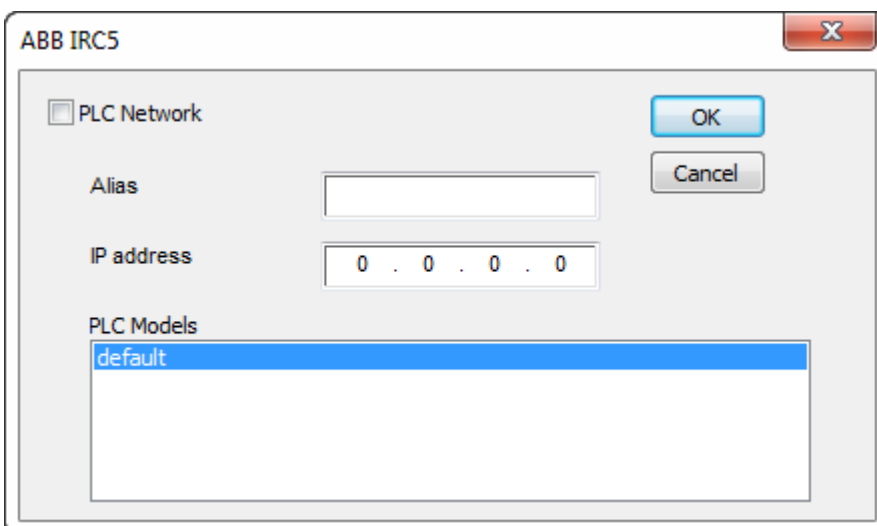 ABB IRC5
PLC Network
OK
Alias
Cancel
IP address
0 . 0 . 0 . 0
PLC Models
default